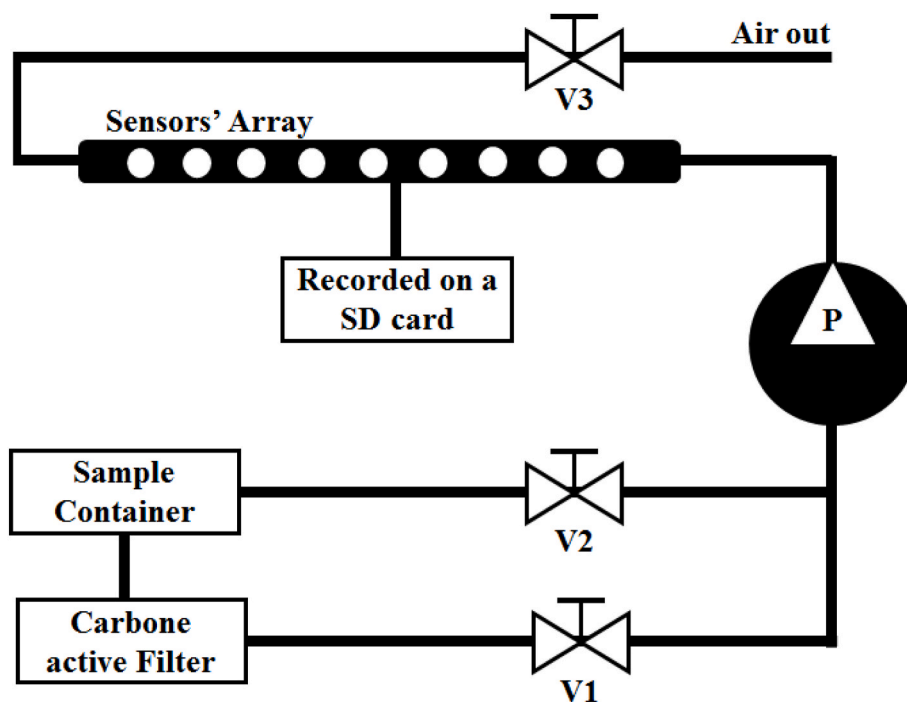 Air out
V3
Sensors’ Array
Recorded on a
SD card
P
Sample
Container
V2
Carbone
active Filter
V1